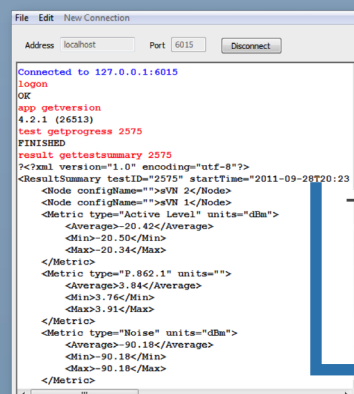 File Edit New Connection
Address localhost Port 6015 Disconnect
Connected to 127.0.0.1:6015
logon
OK
app getversion
4.2.1 (26513)
test getprogress 2575
FINISHED
result gettestsummary 2575
?<?xml version="1.0" encoding="utf-8"?>
<ResultSummary testID="2575" startTime="2011-09-28T20:23
<Node configName="">sVN 2</Node>
<Node configName="">sVN 1</Node>
<Metric type="Active Level" units="dBm">
<Average>-20.42</Average>
<Min>-20.50</Min>
<Max>-20.34</Max>
</Metric>
<Metric type="P.862.1" units="">
<Average>3.84</Average>
<Min>3.76</Min>
<Max>3.91</Max>
</Metric>
<Metric type="Noise" units="dBm">
<Average>-90.18</Average>
<Min>-90.18</Min>
<Max>-90.18</Max>
</Metric>